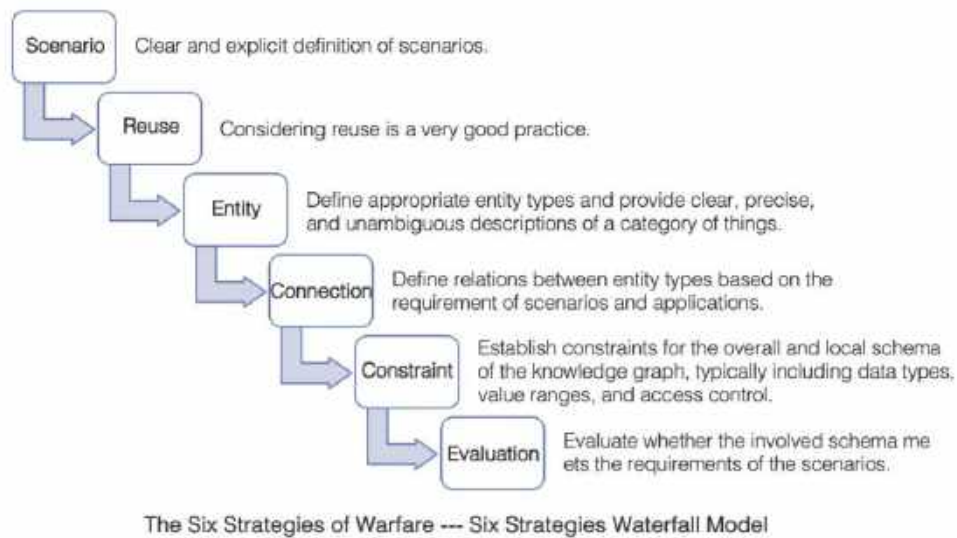 Scenario
Clear and explicit definition of scenarios.
Reuse
Considering reuse is a very good practice.
Entity
Define appropriate entity types and provide clear, precise,
and unambiguous descriptions of a category of things.
Connection
Define relations between entity types based on the
requirement of scenarios and applications.
Constraint
Establish constraints for the overall and local schema
of the knowledge graph, typically including data types,
value ranges, and access control.
Evaluation
Evaluate whether the involved schema me
ets the requirements of the scenarios.
The Six Strategies of Warfare --- Six Strategies Waterfall Model